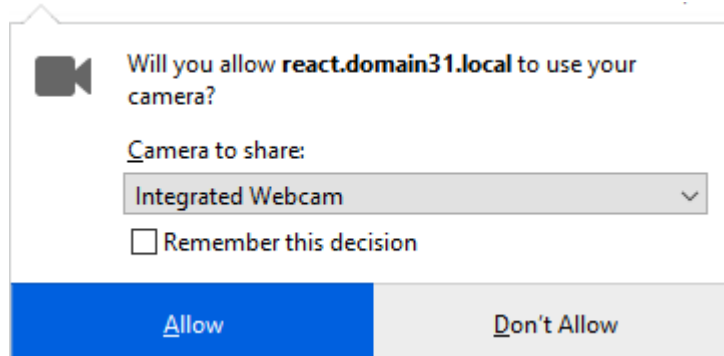 Will you allow react.domain31.local to use your
camera?
Camera to share:
Integrated Webcam
Remember this decision
Allow
Don't Allow